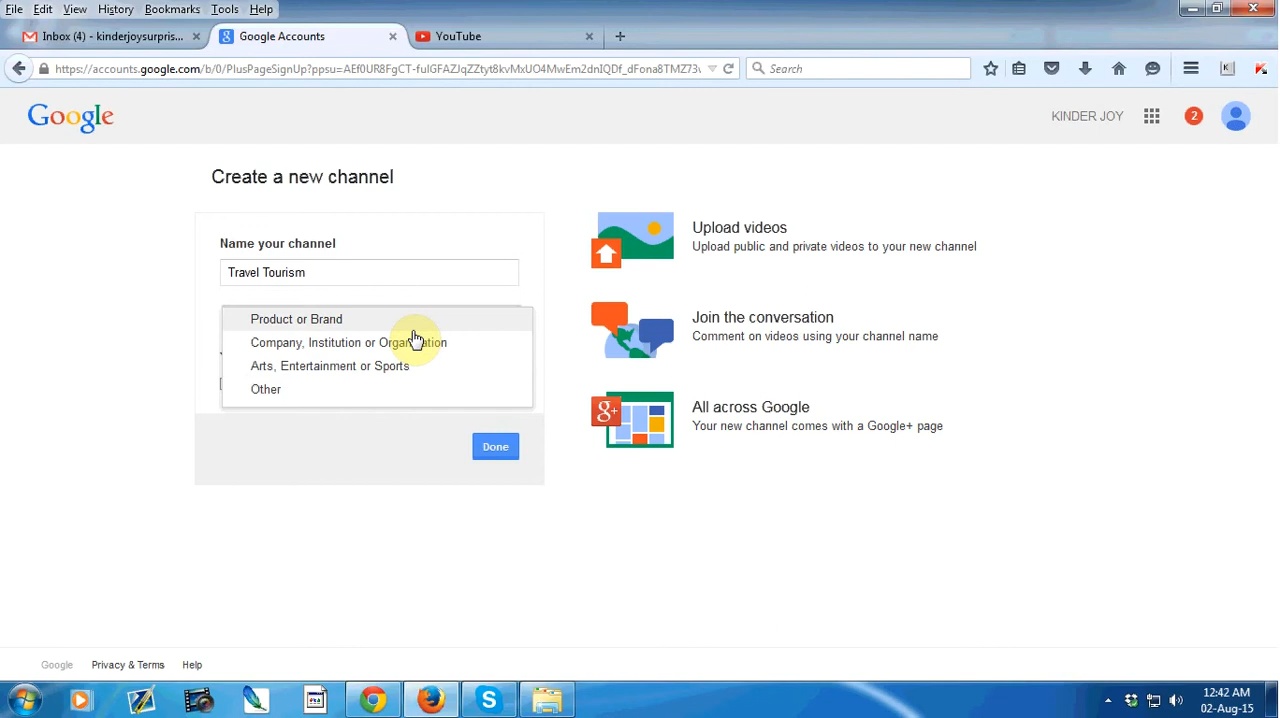 File Edit View History Bookmarks Tools Help
Inbox (4) - kinderjoysurpris...
Google Accounts
YouTube
https://accounts.google.com/b/0/PlusPageSignUp?ppsu=AEf0UR8FgCT-fulGFAZJqZZtyt8kvMxUO4MwEm2dnIQDf_dFona8TMZ73v
Search
Google
KINDER JOY
2
Create a new channel
Name your channel
Travel Tourism
Product or Brand
Company, Institution or Organization
Arts, Entertainment or Sports
Other
Done
Upload videos
Upload public and private videos to your new channel
Join the conversation
Comment on videos using your channel name
g+
All across Google
Your new channel comes with a Google+ page
Google Privacy & Terms Help
12:42 AM
02-Aug-15